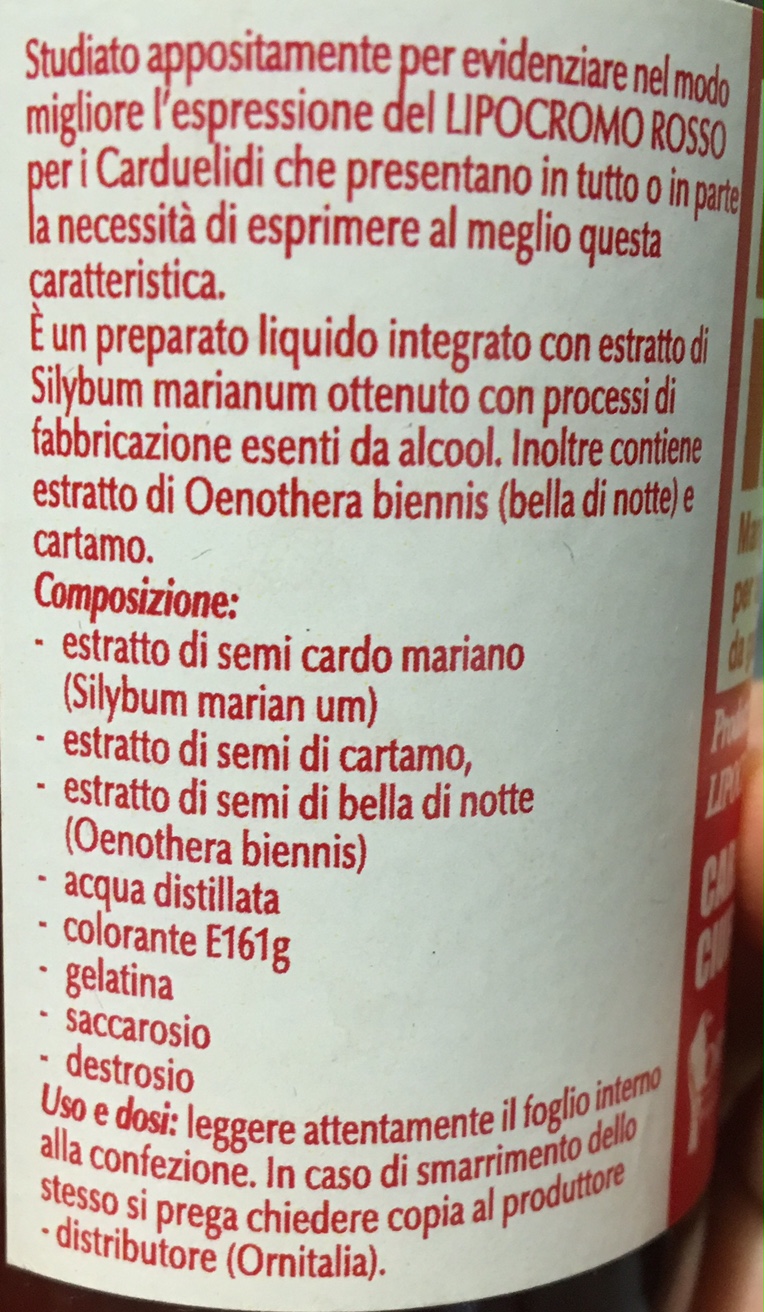 Studiato appositamente per evidenziare nel modo
migliore l'espressione del LIPOCROMO ROSSO
per i Carduelidi che presentano in tutto o in parte
la necessità di esprimere al meglio questa
caratteristica.
È un preparato liquido integrato con estratto di
Silybum marianum ottenuto con processi di
fabbricazione esenti da alcool. Inoltre contiene
estratto di Oenothera biennis (bella di notte) e
cartamo.
Composizione:
- estratto di semi cardo mariano
(Silybum marian um)
- estratto di semi di cartamo,
- estratto di semi di bella di notte
(Oenothera biennis)
- acqua distillata
- colorante E161g
- gelatina
- saccarosio
- destrosio
Uso e dosi: leggere attentamente il foglio interno
alla confezione. In caso di smarrimento dello
stesso si prega chiedere copia al produttore
- distributore (Ornitalia).